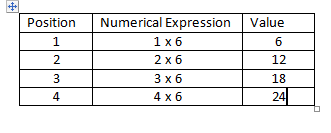 Position Numerical Expression Value
1 1 x 6 6
2 2 x 6 12
3 3 x 6 18
4 4 x 6 24